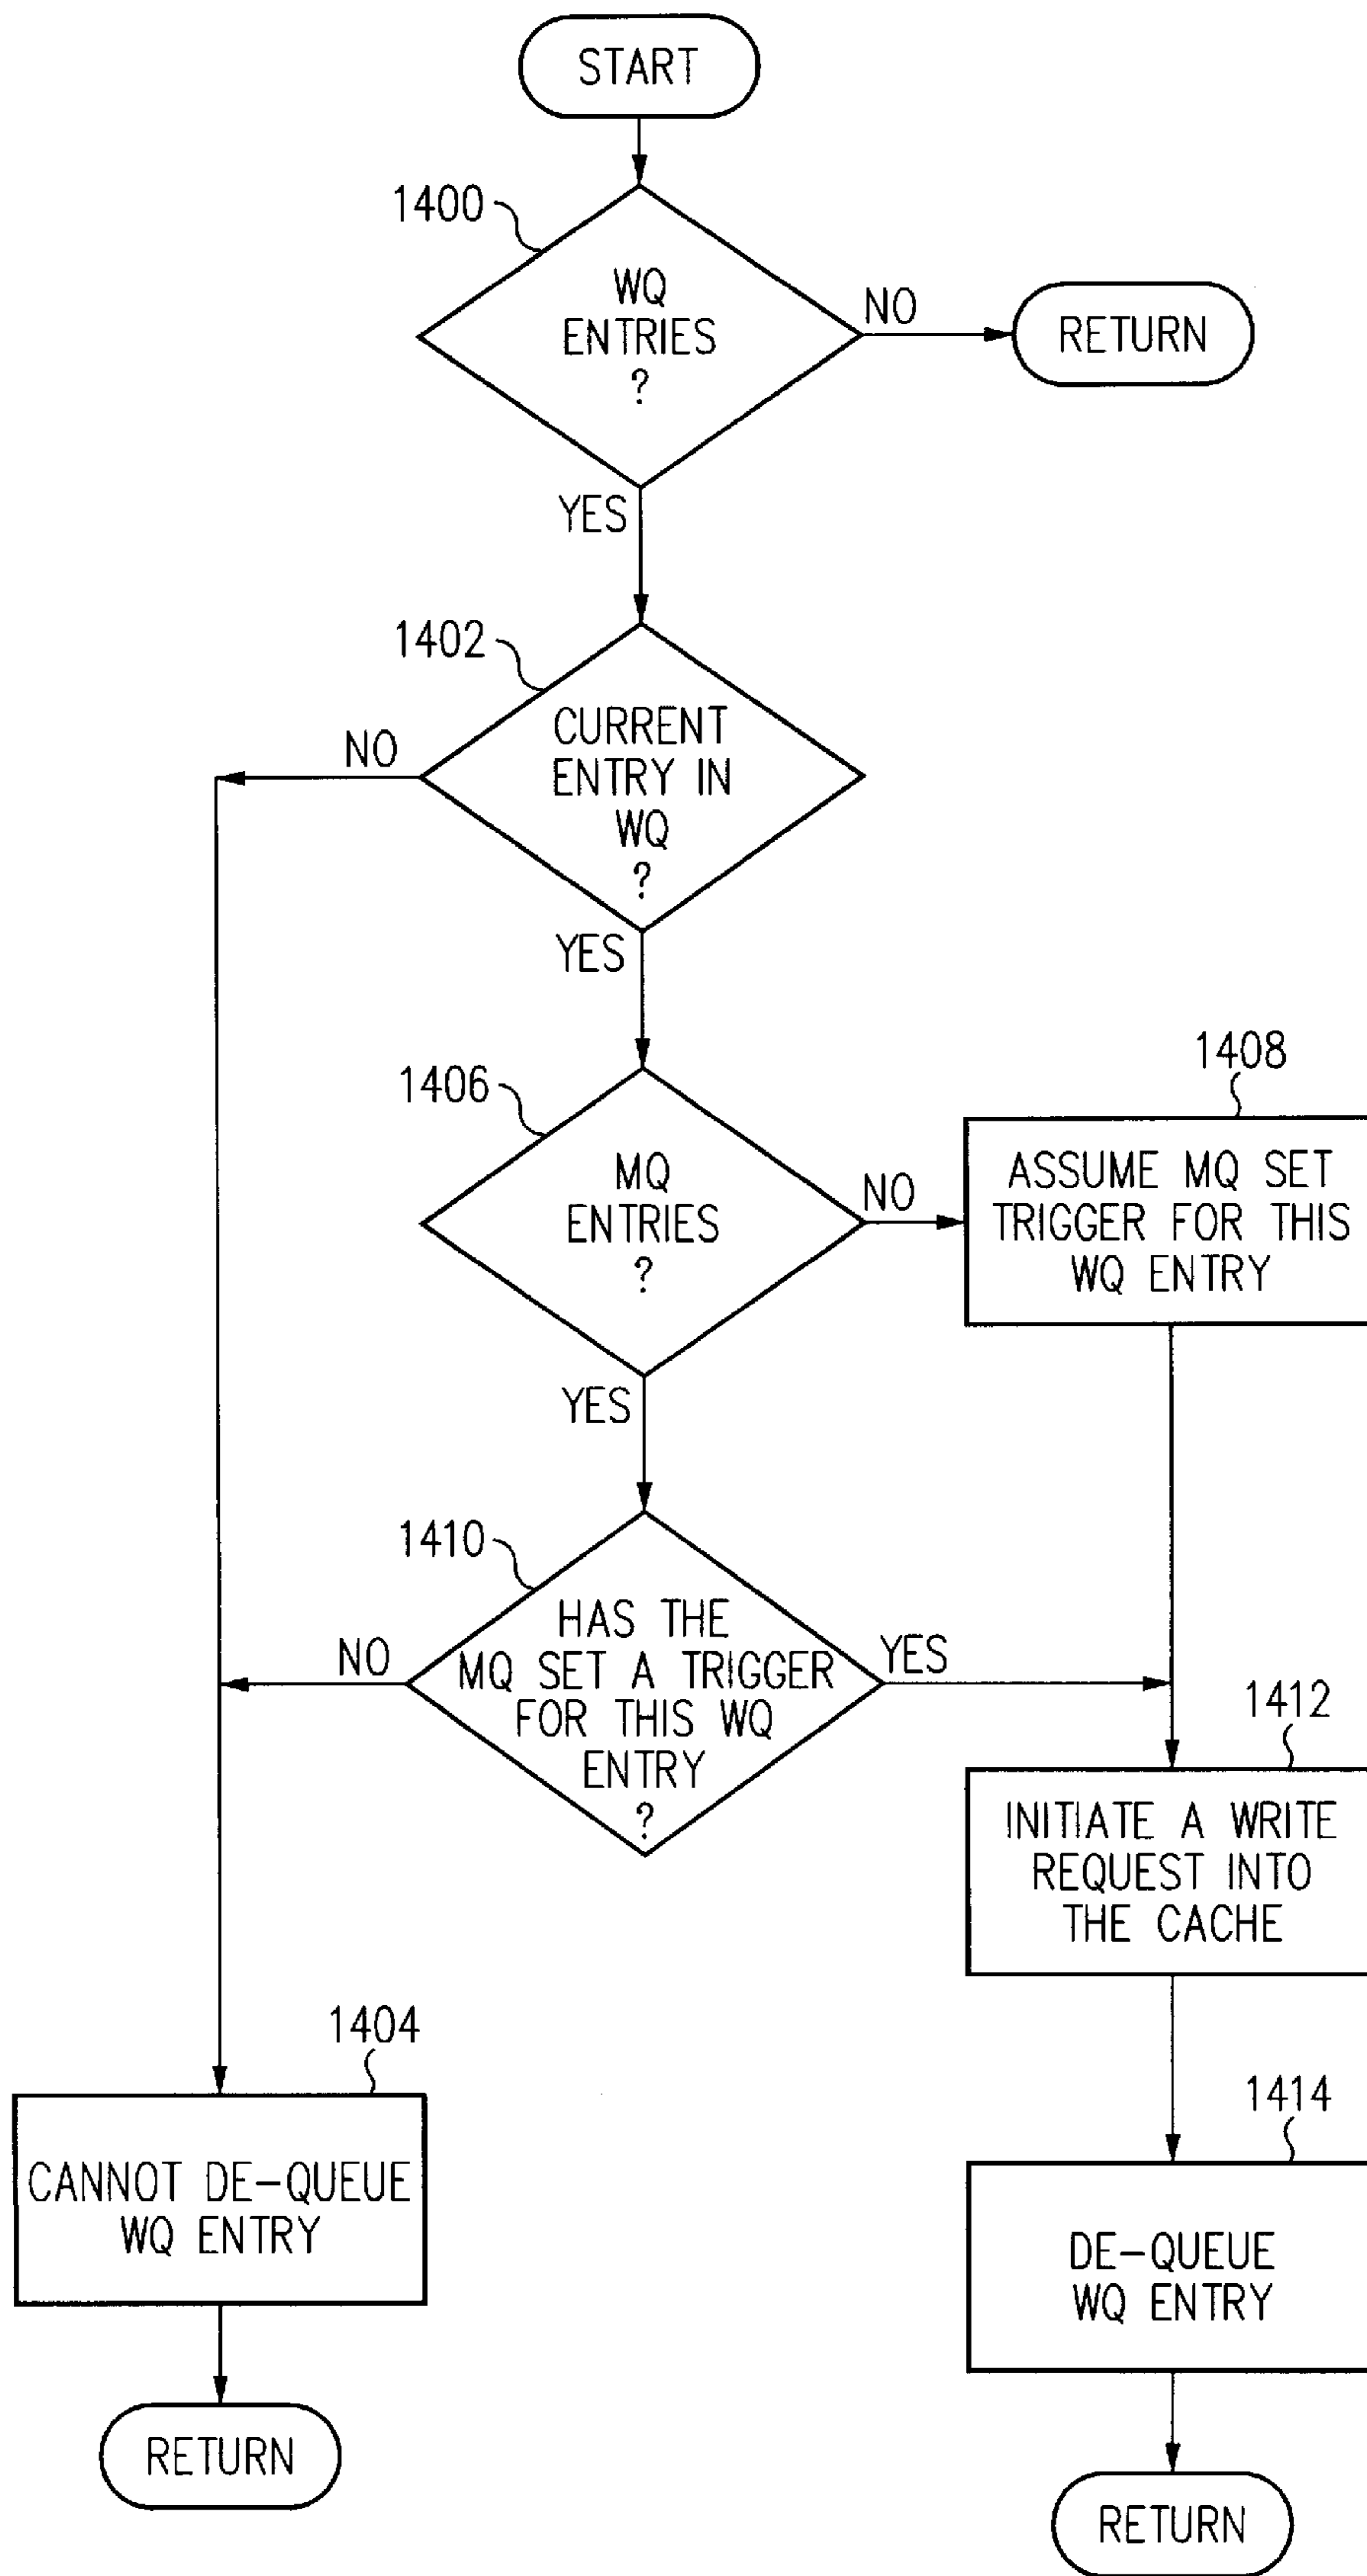 START
1400
WQ
ENTRIES
?
NO
RETURN
YES
1402
CURRENT
ENTRY IN
WQ
?
NO
YES
1406
MQ
ENTRIES
?
NO
1408
ASSUME MQ SET
TRIGGER FOR THIS
WQ ENTRY
YES
1410
HAS THE
MQ SET A TRIGGER
FOR THIS WQ
ENTRY
?
NO
YES
1412
INITIATE A WRITE
REQUEST INTO
THE CACHE
1404
CANNOT DE-QUEUE
WQ ENTRY
RETURN
1414
DE-QUEUE
WQ ENTRY
RETURN